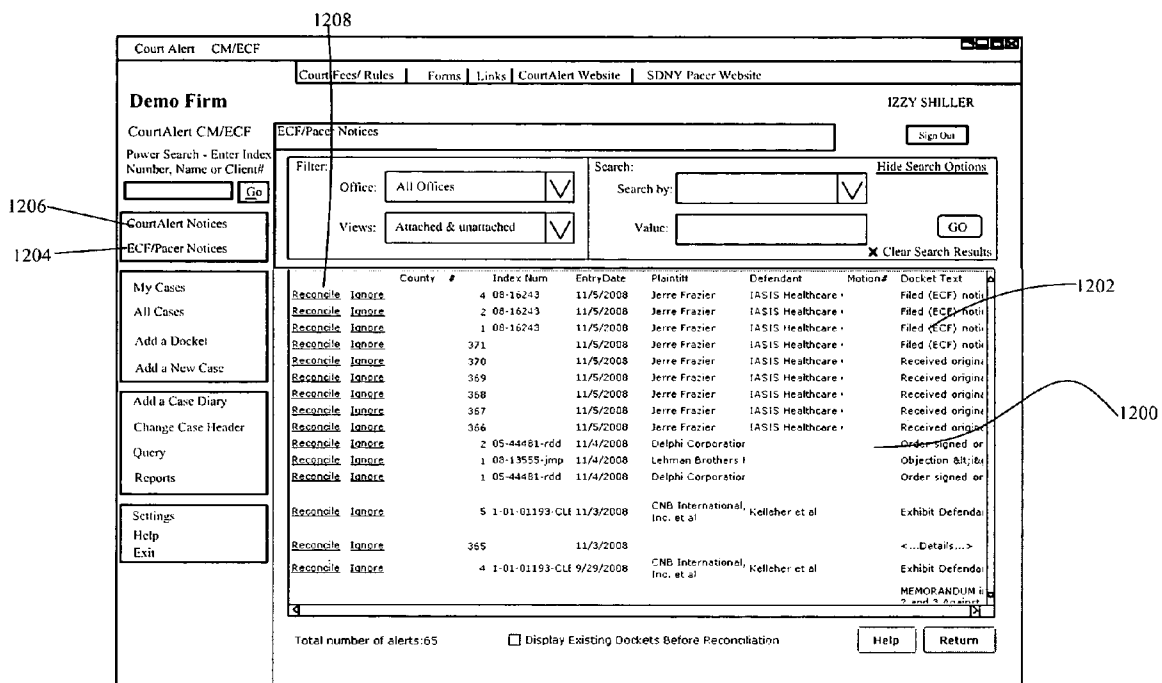 1208
Court Alert CM/ECF
Court Fees/ Rules Forms Links CourtAlert Website SDNY Pacer Website
Demo Firm IZZY SHILLER
CourtAlert CM/ECF ECF/Pacer Notices Sign Out
Power Search - Enter Index
Number, Name or Client#
Go
Filter: Search: Hide Search Options
Office: All Offices Search by:
Views: Attached & unattached Value: GO
X Clear Search Results
1206
CourtAlert Notices
1204
ECF/Pacer Notices
My Cases
All Cases
Add a Docket
Add a New Case
Add a Case Diary
Change Case Header
Query
Reports
Settings
Help
Exit
County # Index Num EntryDate Plaintiff Defendant Motion# Docket Text
Reconcile Ignore 4 08-16243 11/5/2008 Jerre Frazier IASIS Healthcare Filed (ECF) noti
Reconcile Ignore 2 08-16243 11/5/2008 Jerre Frazier IASIS Healthcare Filed (ECF) noti
Reconcile Ignore 1 08-16243 11/5/2008 Jerre Frazier IASIS Healthcare Filed (ECF) noti
Reconcile Ignore 371 11/5/2008 Jerre Frazier IASIS Healthcare Filed (ECF) noti
Reconcile Ignore 370 11/5/2008 Jerre Frazier IASIS Healthcare Received origina
Reconcile Ignore 369 11/5/2008 Jerre Frazier IASIS Healthcare Received origina
Reconcile Ignore 368 11/5/2008 Jerre Frazier IASIS Healthcare Received origina
Reconcile Ignore 367 11/5/2008 Jerre Frazier IASIS Healthcare Received origina
Reconcile Ignore 366 11/5/2008 Jerre Frazier IASIS Healthcare Received origina
Reconcile Ignore 2 05-44481-rdd 11/4/2008 Delphi Corporation Order signed or
Reconcile Ignore 1 08-13555-jmp 11/4/2008 Lehman Brothers H Objection &lt;i&
Reconcile Ignore 1 05-44481-rdd 11/4/2008 Delphi Corporation Order signed or
Reconcile Ignore 5 1-01-01193-CLE 11/3/2008 CNB International, Inc. et al Kelleher et al Exhibit Defenda
Reconcile Ignore 365 11/3/2008 <...Details...>
Reconcile Ignore 4 1-01-01193-CLE 9/29/2008 CNB International, Inc. et al Kelleher et al Exhibit Defenda
MEMORANDUM i
2 and 3 Against
1202
1200
Total number of alerts:65 Display Existing Dockets Before Reconciliation Help Return